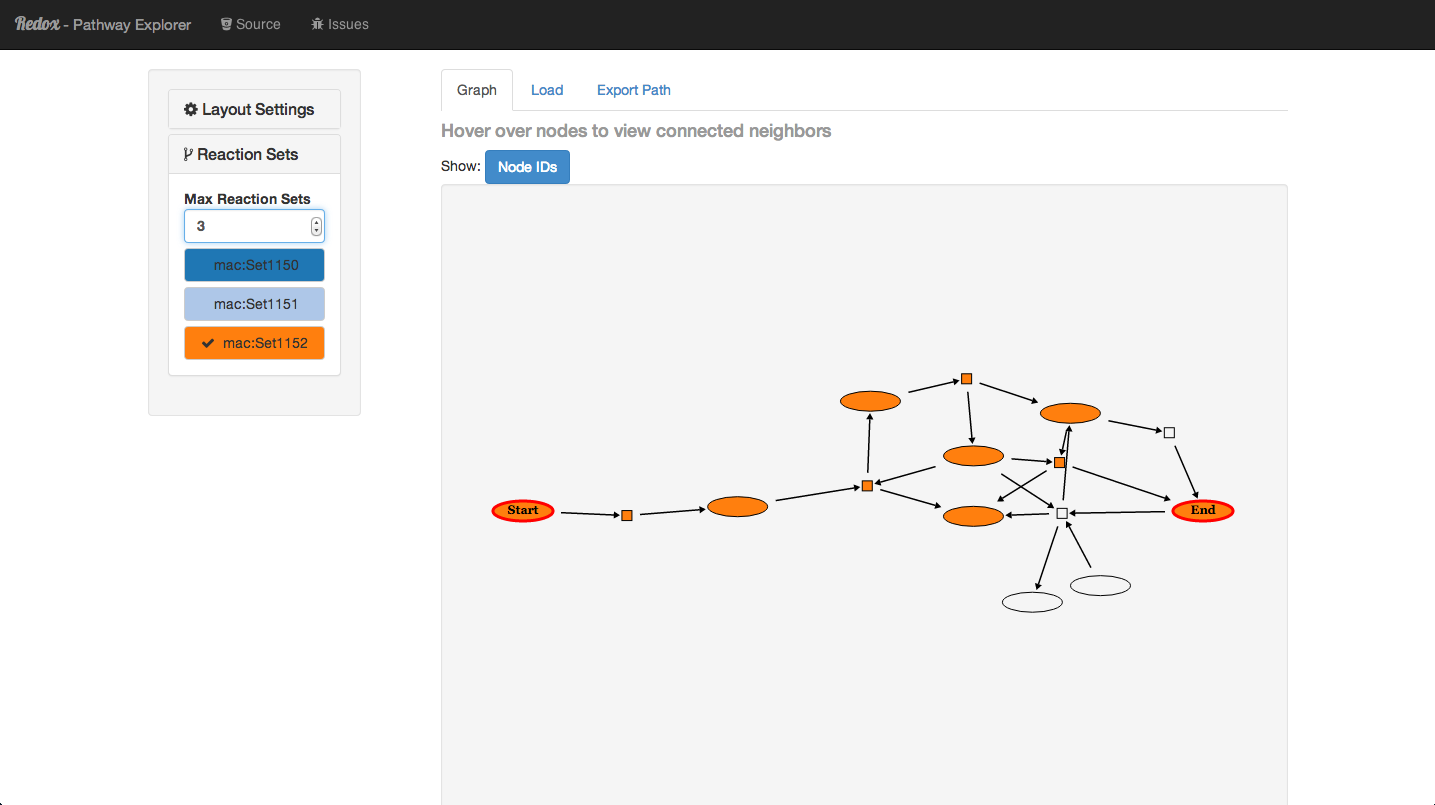 Redox - Pathway Explorer Source Issues
Layout Settings
Reaction Sets
Max Reaction Sets
3
mac:Set1150
mac:Set1151
mac:Set1152
Graph Load Export Path
Hover over nodes to view connected neighbors
Show: Node IDs
Start
End